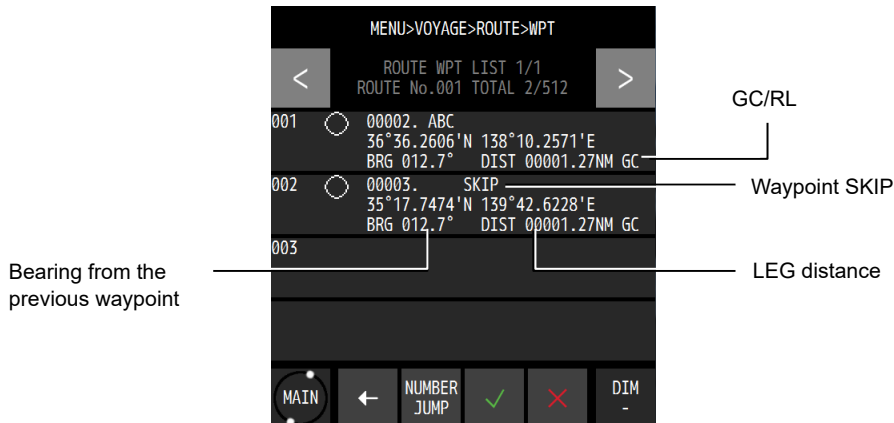 MENU>VOYAGE>ROUTE>WPT
< ROUTE WPT LIST 1/1 >
ROUTE No.001 TOTAL 2/512
GC/RL
001 00002. ABC
36°36.2606'N 138°10.2571'E
BRG 012.7° DIST 00001.27NM GC
002 00003. SKIP
Waypoint SKIP
35°17.7474'N 139°42.6228'E
BRG 012.7° DIST 00001.27NM GC
003
Bearing from the
previous waypoint
LEG distance
MAIN
NUMBER
JUMP
DIM
-